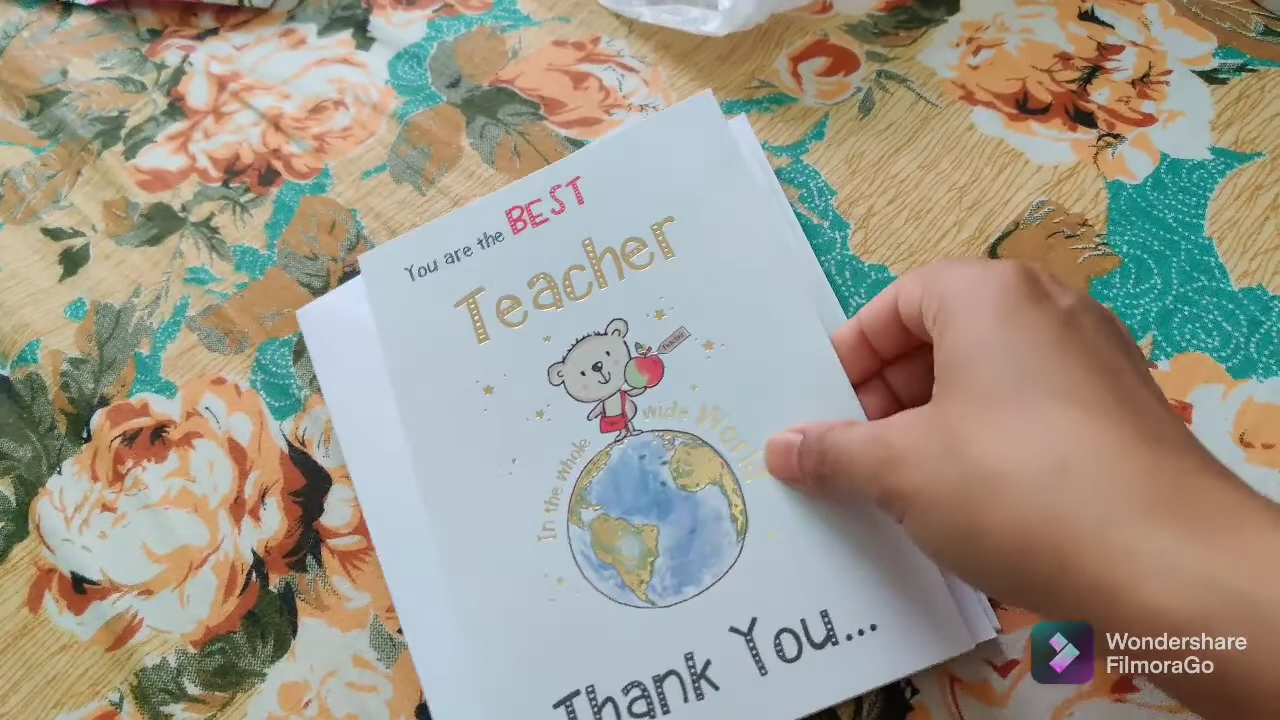 You are the BEST
Teacher
In the whole wide World
Thank You...
Wondershare
FilmoraGo